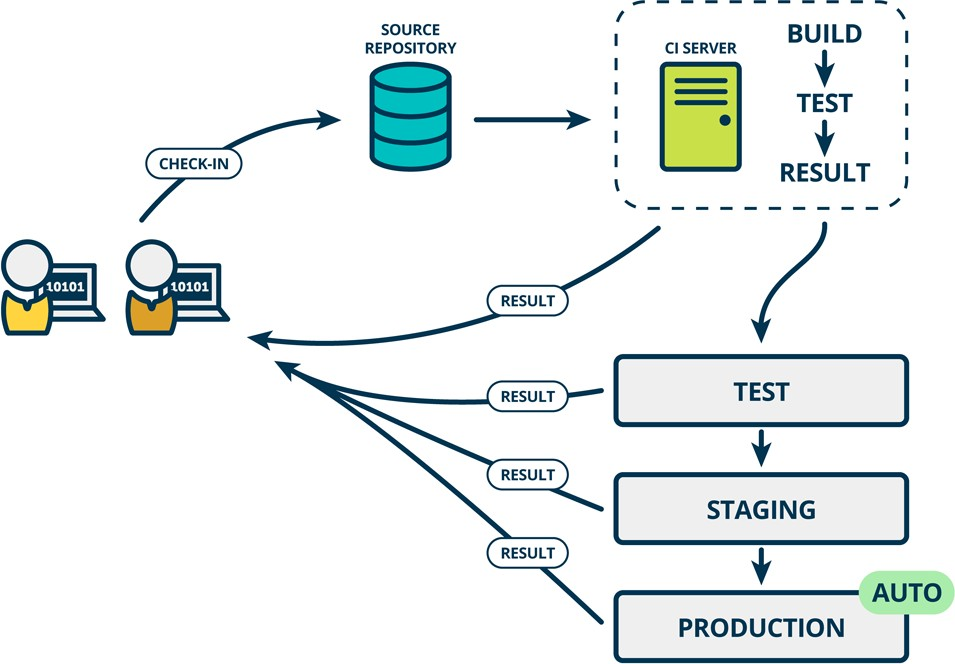 SOURCE
REPOSITORY
CI SERVER
BUILD
TEST
RESULT
CHECK-IN
10101
10101
RESULT
RESULT
TEST
RESULT
STAGING
RESULT
AUTO
PRODUCTION